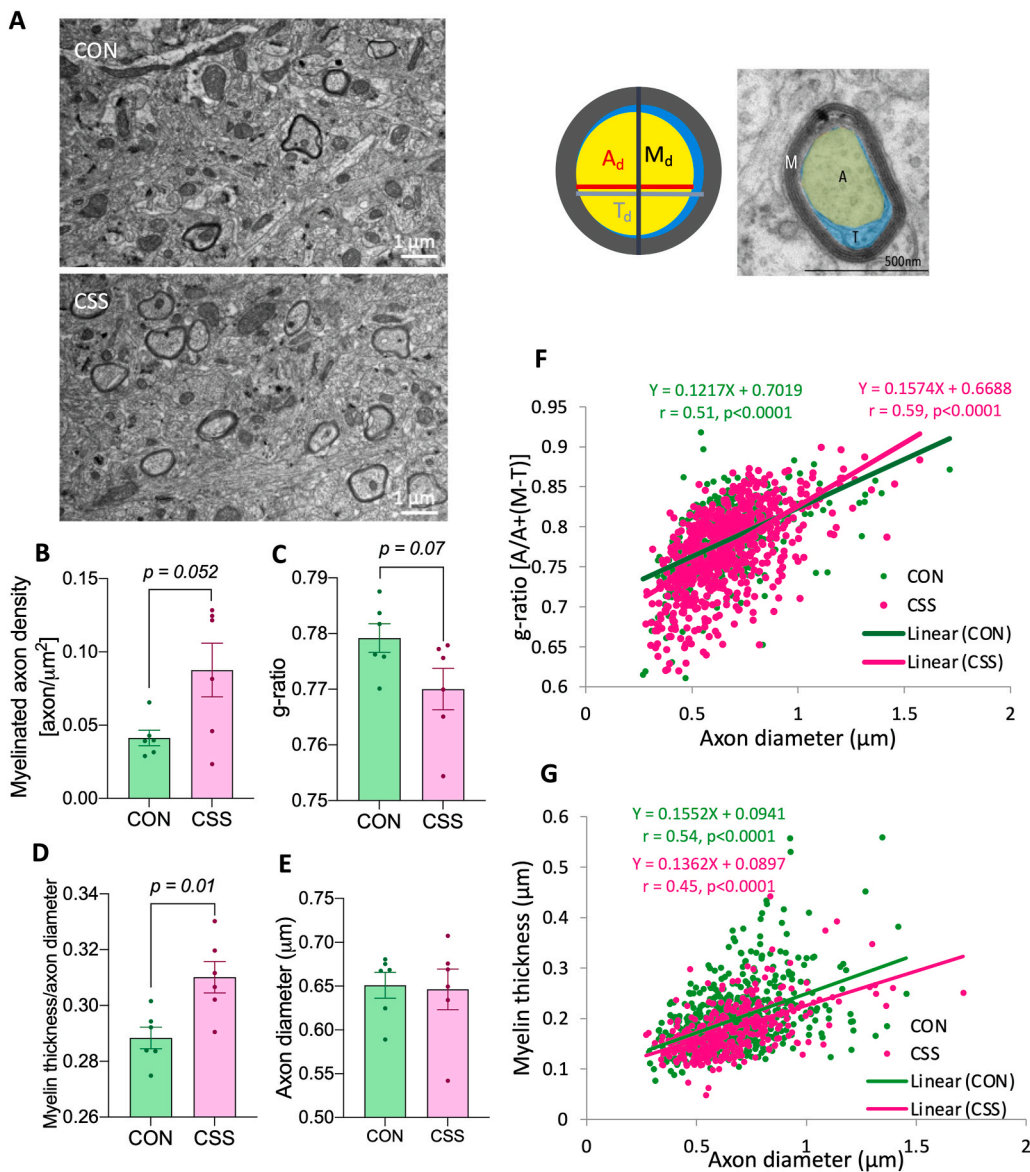 A
CON
1 μm
CSS
1 μm
A_d
M_d
T_d
M
A
T
500nm
B
Myelinated axon density
[axon/μm²]
p = 0.052
0.15
0.10
0.05
0.00
CON
CSS
C
g-ratio
p = 0.07
0.79
0.78
0.77
0.76
0.75
CON
CSS
D
Myelin thickness/axon diameter
p = 0.01
0.34
0.32
0.30
0.28
0.26
CON
CSS
E
Axon diameter (μm)
0.75
0.70
0.65
0.60
0.55
0.50
CON
CSS
F
Y = 0.1217X + 0.7019
r = 0.51, p<0.0001
Y = 0.1574X + 0.6688
r = 0.59, p<0.0001
g-ratio [A/A+(M-T)]
0.95
0.9
0.85
0.8
0.75
0.7
0.65
0.6
CON
CSS
Linear (CON)
Linear (CSS)
0
0.5
1
1.5
2
Axon diameter (μm)
G
Y = 0.1552X + 0.0941
r = 0.54, p<0.0001
Y = 0.1362X + 0.0897
r = 0.45, p<0.0001
Myelin thickness (μm)
0.6
0.5
0.4
0.3
0.2
0.1
0
CON
CSS
Linear (CON)
Linear (CSS)
0
0.5
1
1.5
2
Axon diameter (μm)